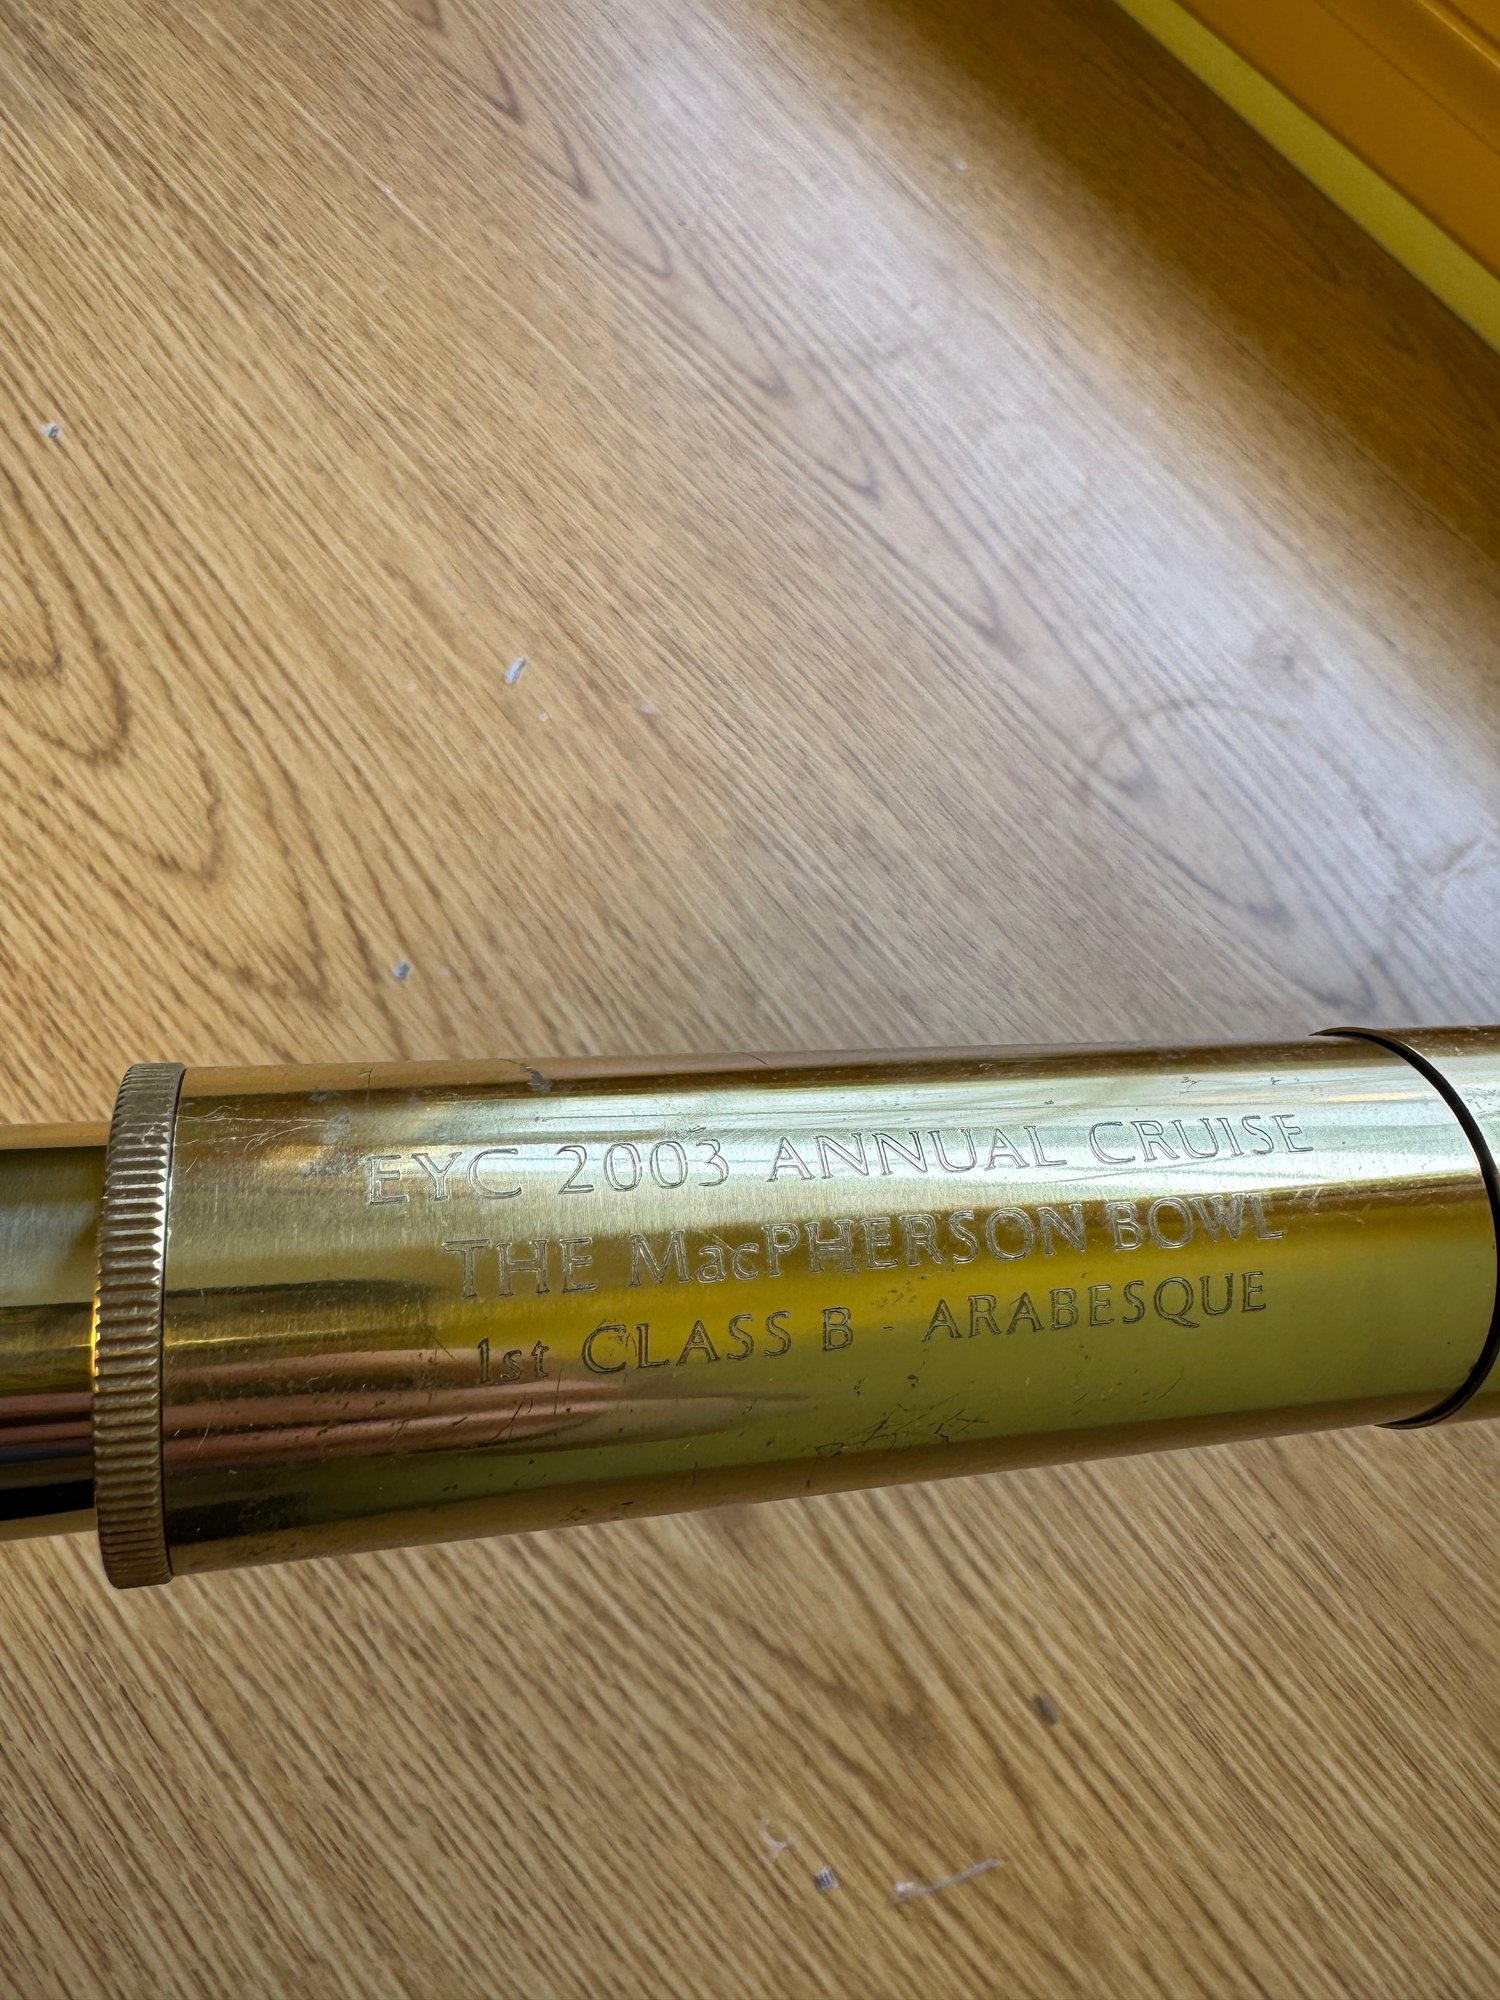 EYC 2003 ANNUAL CRUISE
THE MacPHERSON BOWL
1st CLASS B - ARABESQUE